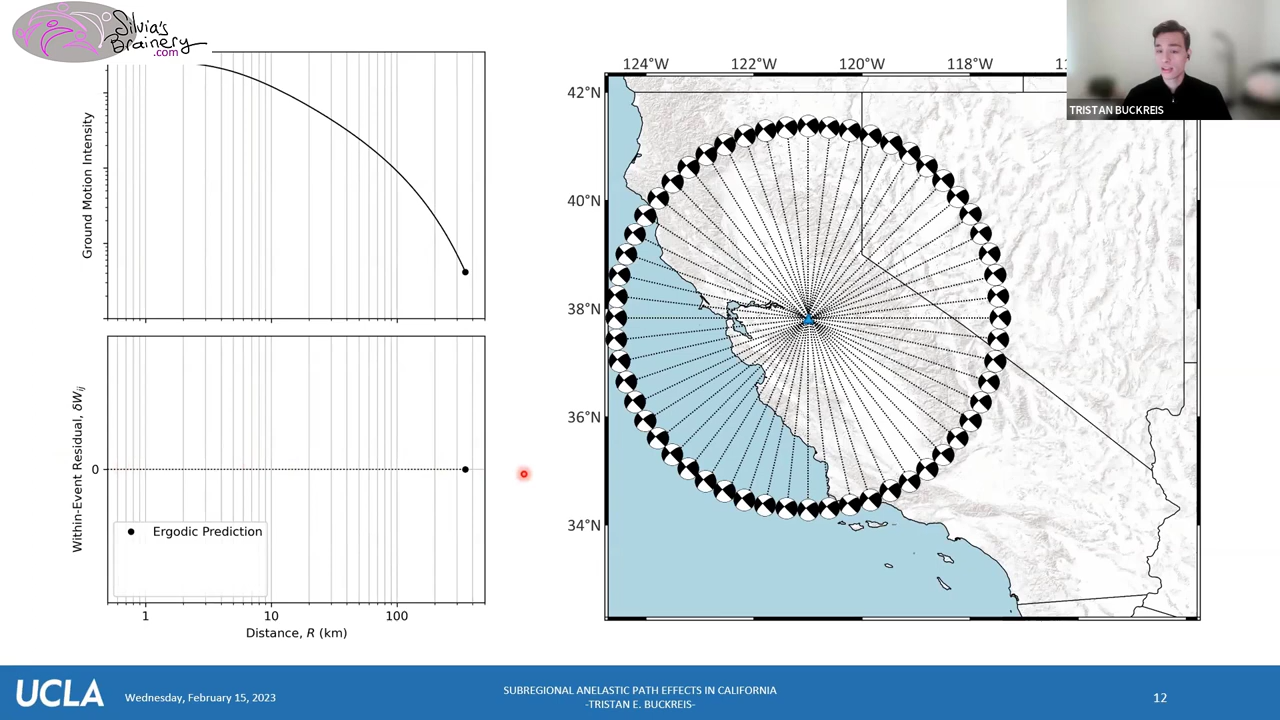 Silvia's
Brainery
.com
TRISTAN BUCKREIS
124°W 122°W 120°W 118°W
42°N
40°N
38°N
36°N
34°N
Ground Motion Intensity
Within-Event Residual, δWij
0
Ergodic Prediction
1 10 100
Distance, R (km)
UCLA
Wednesday, February 15, 2023
SUBREGIONAL ANELASTIC PATH EFFECTS IN CALIFORNIA
-TRISTAN E. BUCKREIS-
12